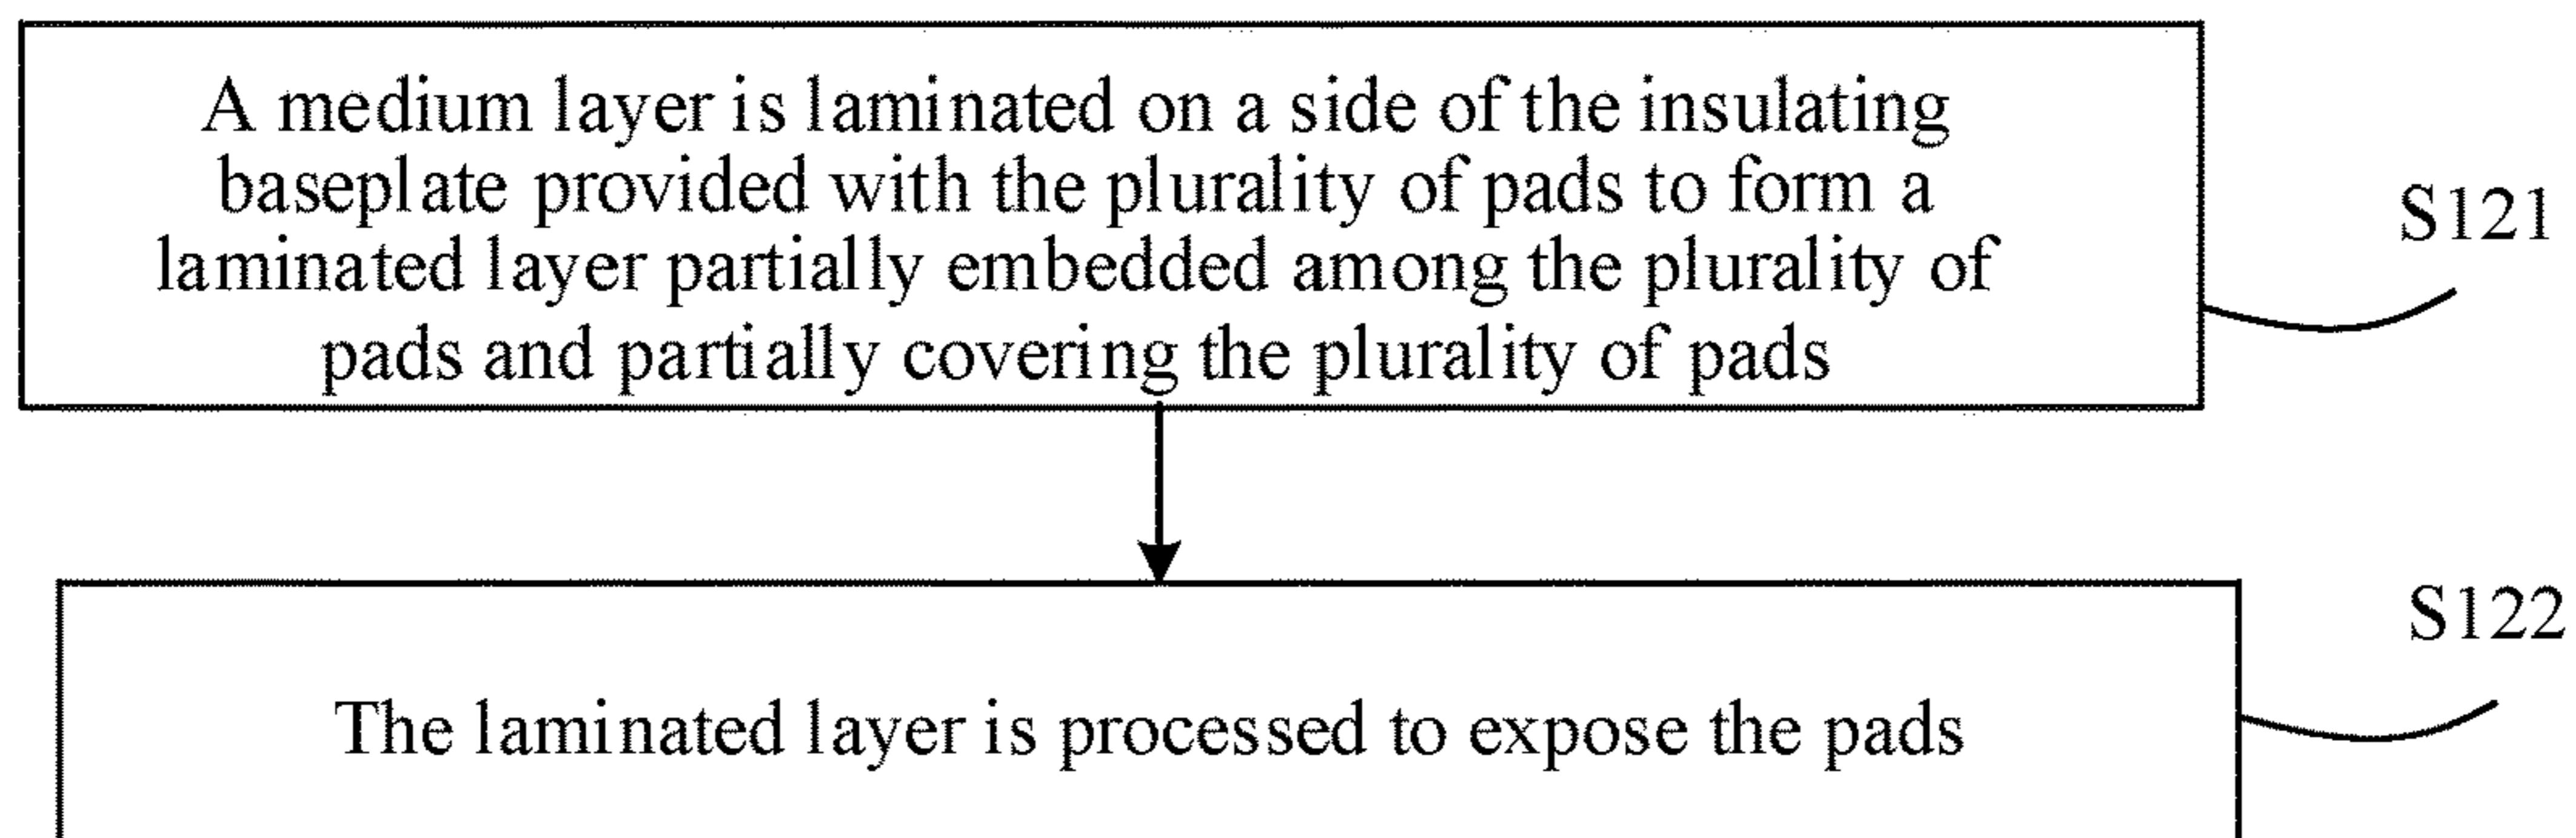 A medium layer is laminated on a side of the insulating
baseplate provided with the plurality of pads to form a
laminated layer partially embedded among the plurality of
pads and partially covering the plurality of pads
S121
S122
The laminated layer is processed to expose the pads